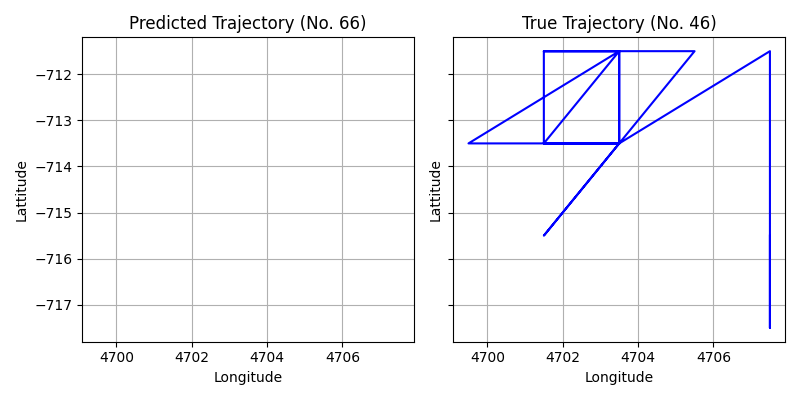 Predicted Trajectory (No. 66)
True Trajectory (No. 46)
−712
−713
−714
−715
−716
−717
Lattitude
Lattitude
4700
4702
4704
4706
4700
4702
4704
4706
Longitude
Longitude